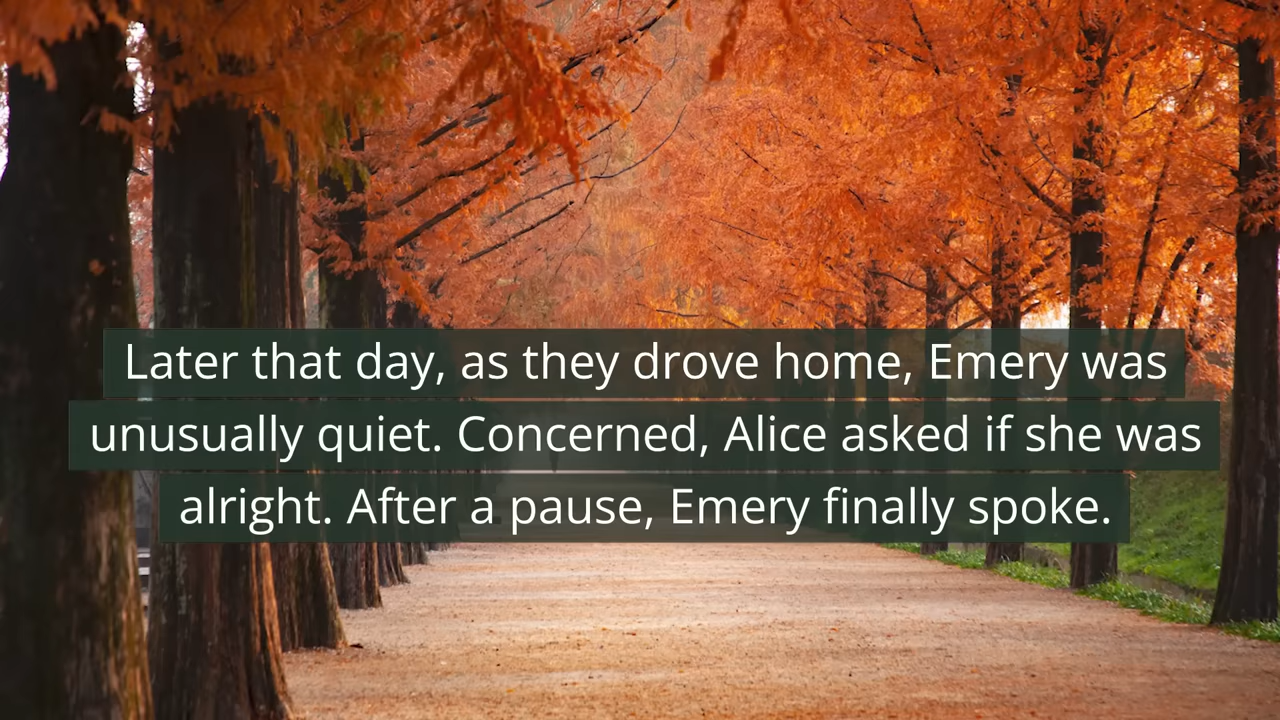 Later that day, as they drove home, Emery was
unusually quiet. Concerned, Alice asked if she was
alright. After a pause, Emery finally spoke.